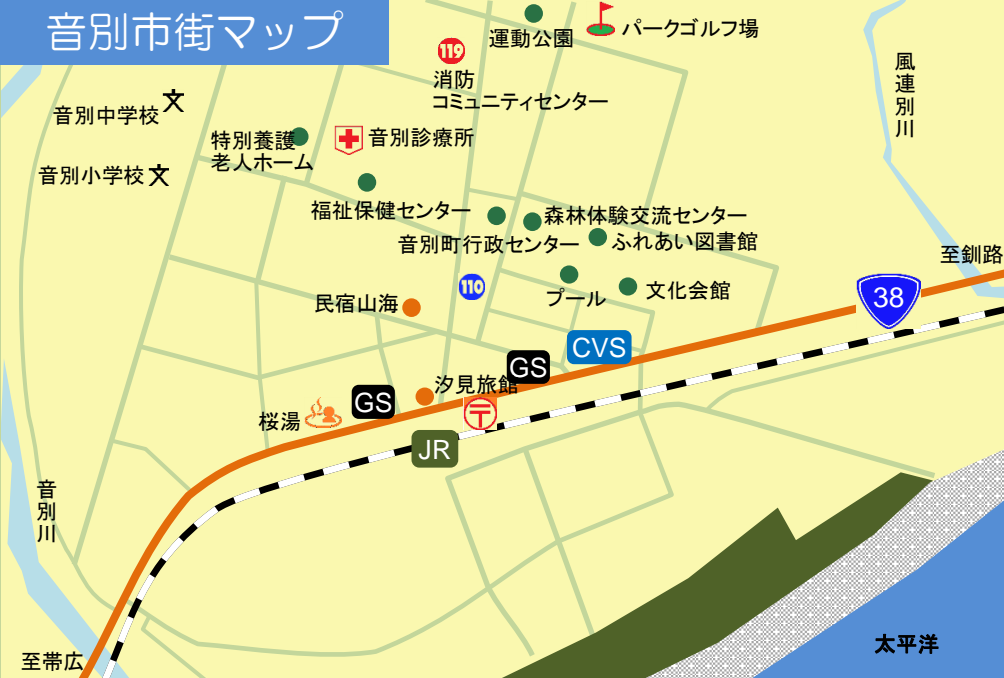 音別市街マップ
運動公園
パークゴルフ場
119
消防
コミュニティセンター
風連別川
音別中学校
特別養護
老人ホーム
音別診療所
音別小学校
福祉保健センター
森林体験交流センター
音別町行政センター
ふれあい図書館
至釧路
110
プール
文化会館
38
民宿山海
CVS
GS
汐見旅館
GS
桜湯
JR
音別川
太平洋
至帯広